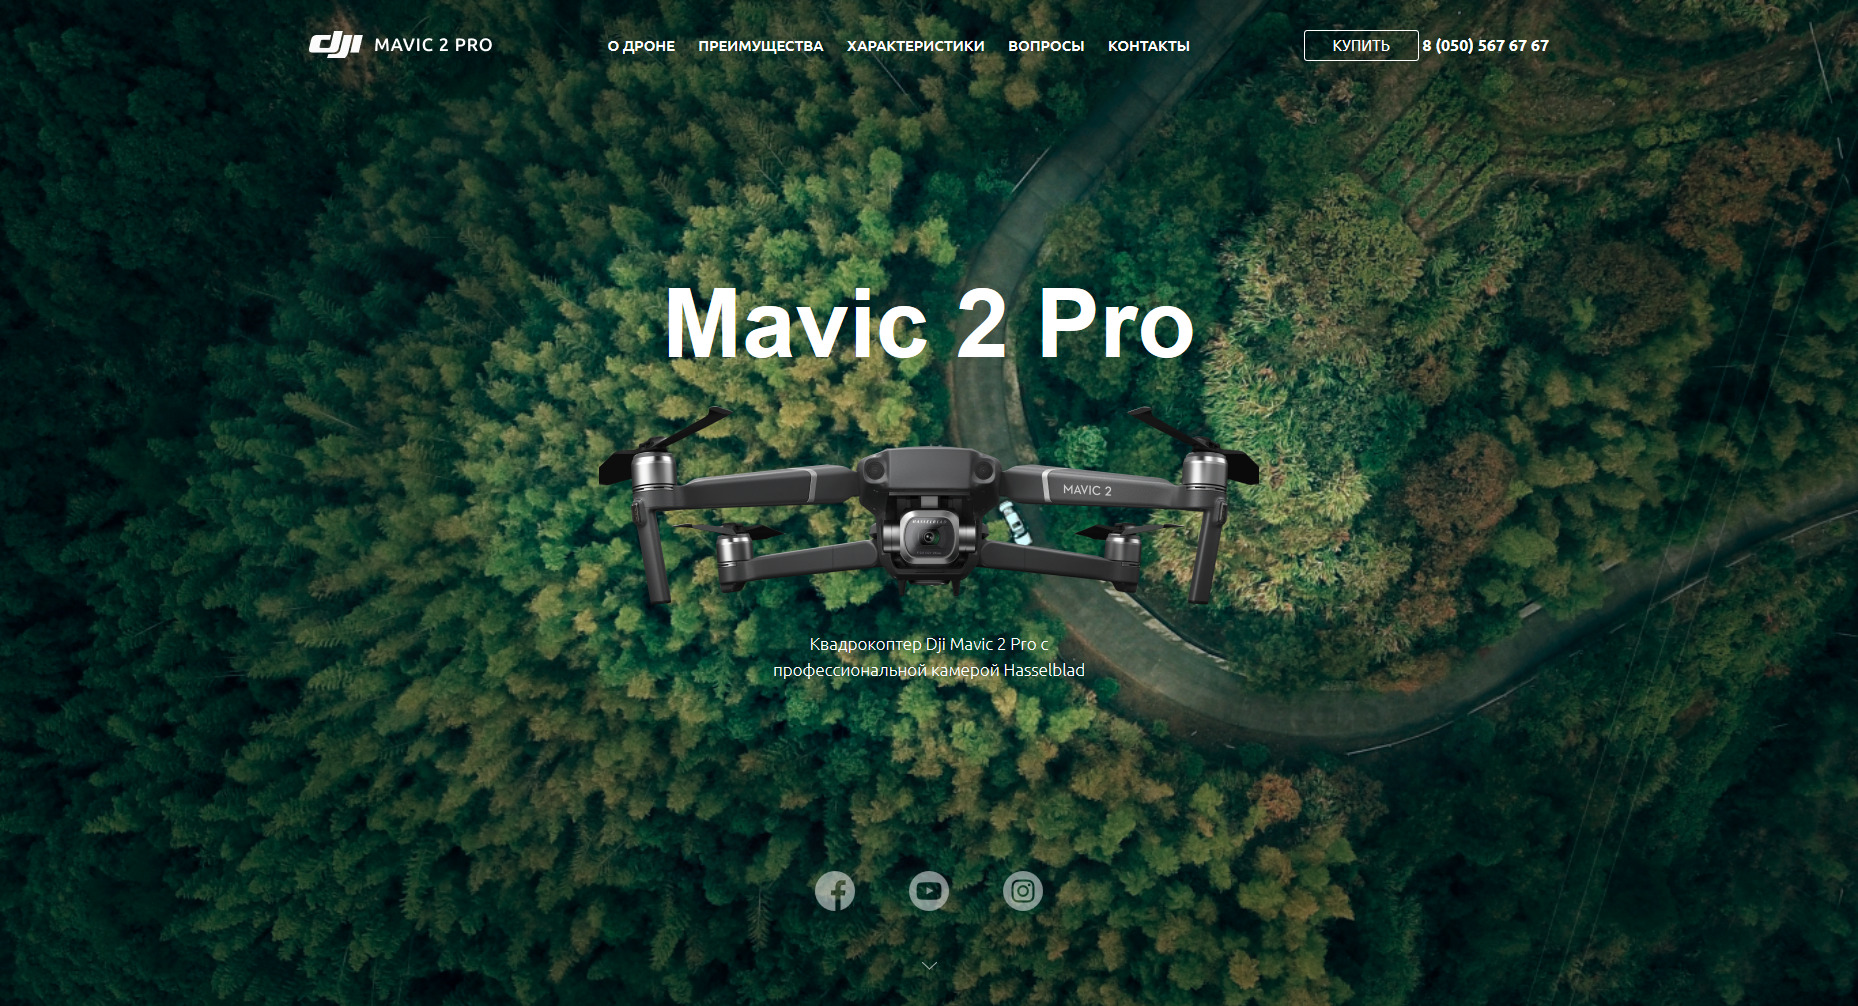 dji MAVIC 2 PRO
О ДРОНЕ ПРЕИМУЩЕСТВА ХАРАКТЕРИСТИКИ ВОПРОСЫ КОНТАКТЫ
КУПИТЬ 8 (050) 567 67 67
Mavic 2 Pro
MAVIC 2
HASSELBLAD
Квадрокоптер Dji Mavic 2 Pro с
профессиональной камерой Hasselblad